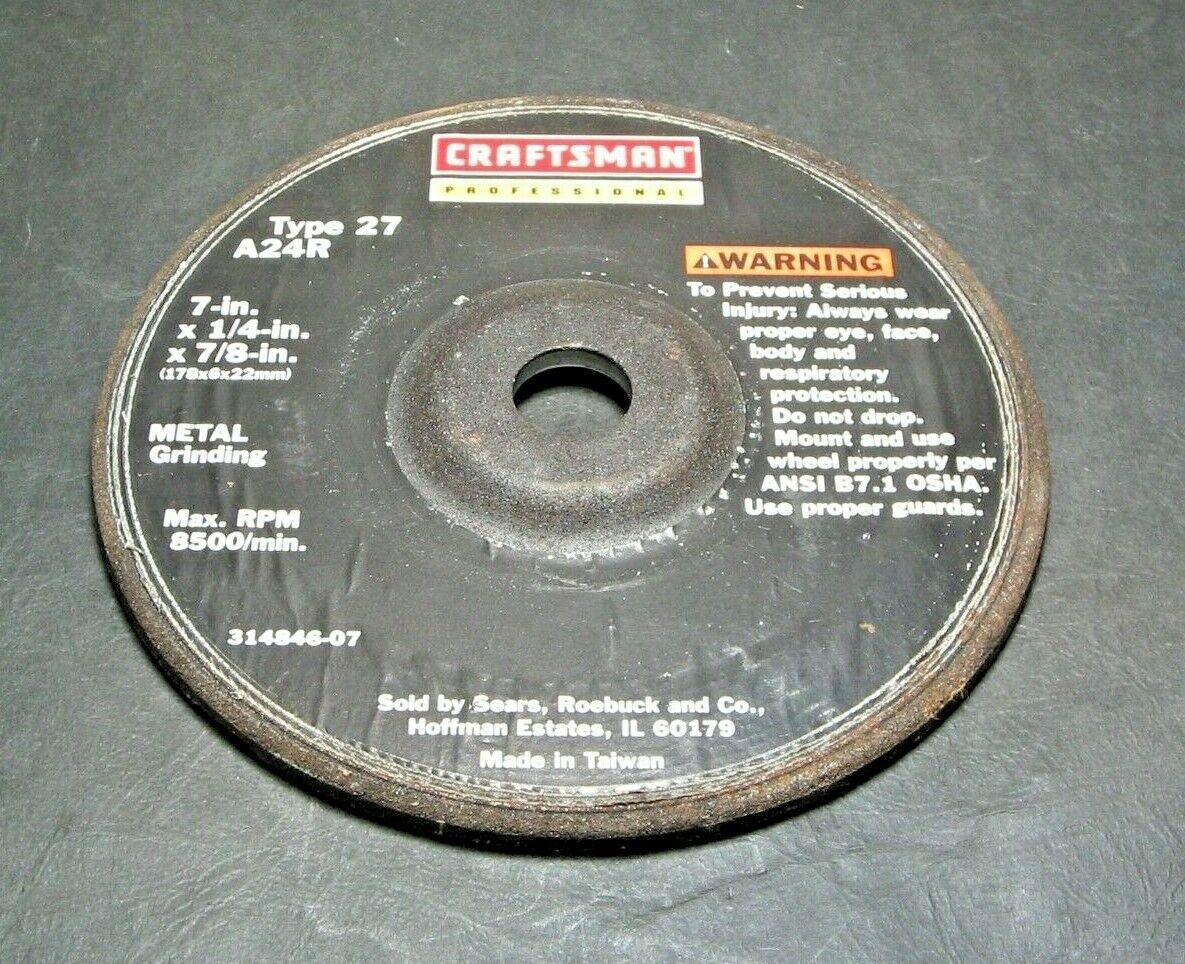 CRAFTSMAN
PROFESSIONAL
Type 27
A24R
7-in.
x 1/4-in.
x 7/8-in.
(178x6x22mm)
METAL
Grinding
Max. RPM
8500/min.
314846-07
WARNING
To Prevent Serious
Injury: Always wear
proper eye, face,
body and
respiratory
protection.
Do not drop.
Mount and use
wheel properly per
ANSI B7.1 OSHA.
Use proper guards.
Sold by Sears, Roebuck and Co.,
Hoffman Estates, IL 60179
Made in Taiwan